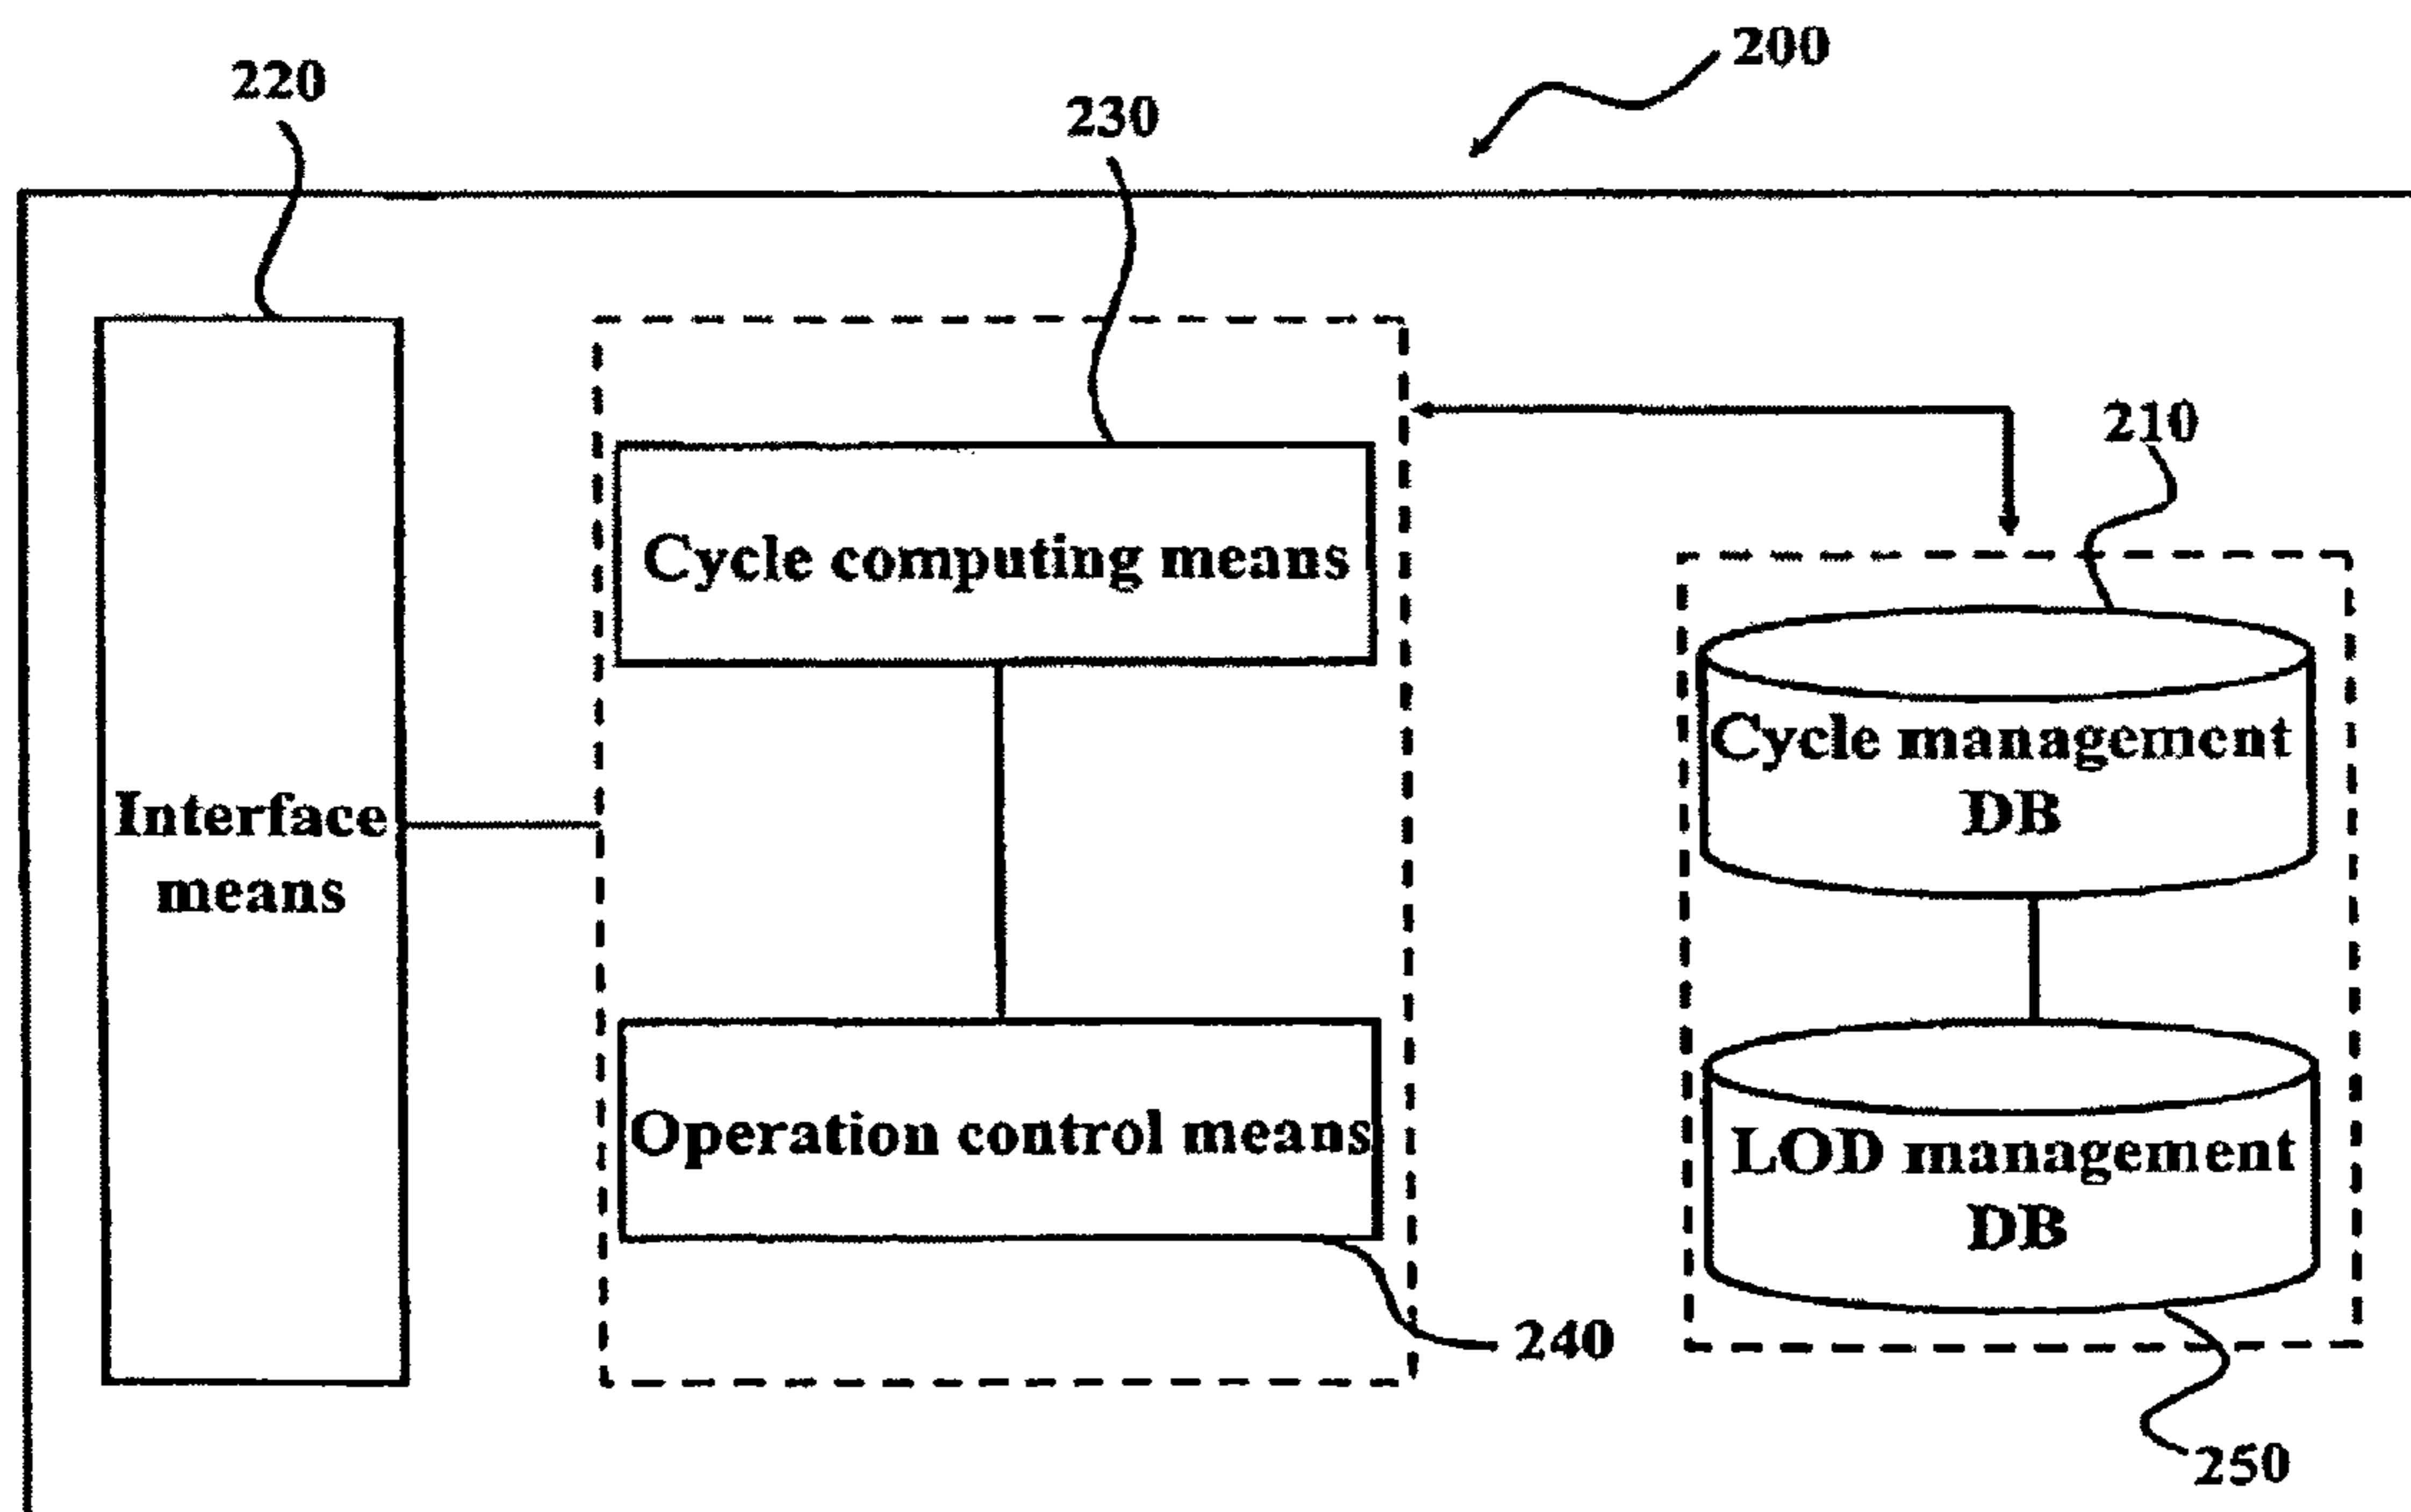 200
220
230
210
Cycle computing means
Cycle management
DB
Interface
means
Operation control means
LOD management
DB
240
250